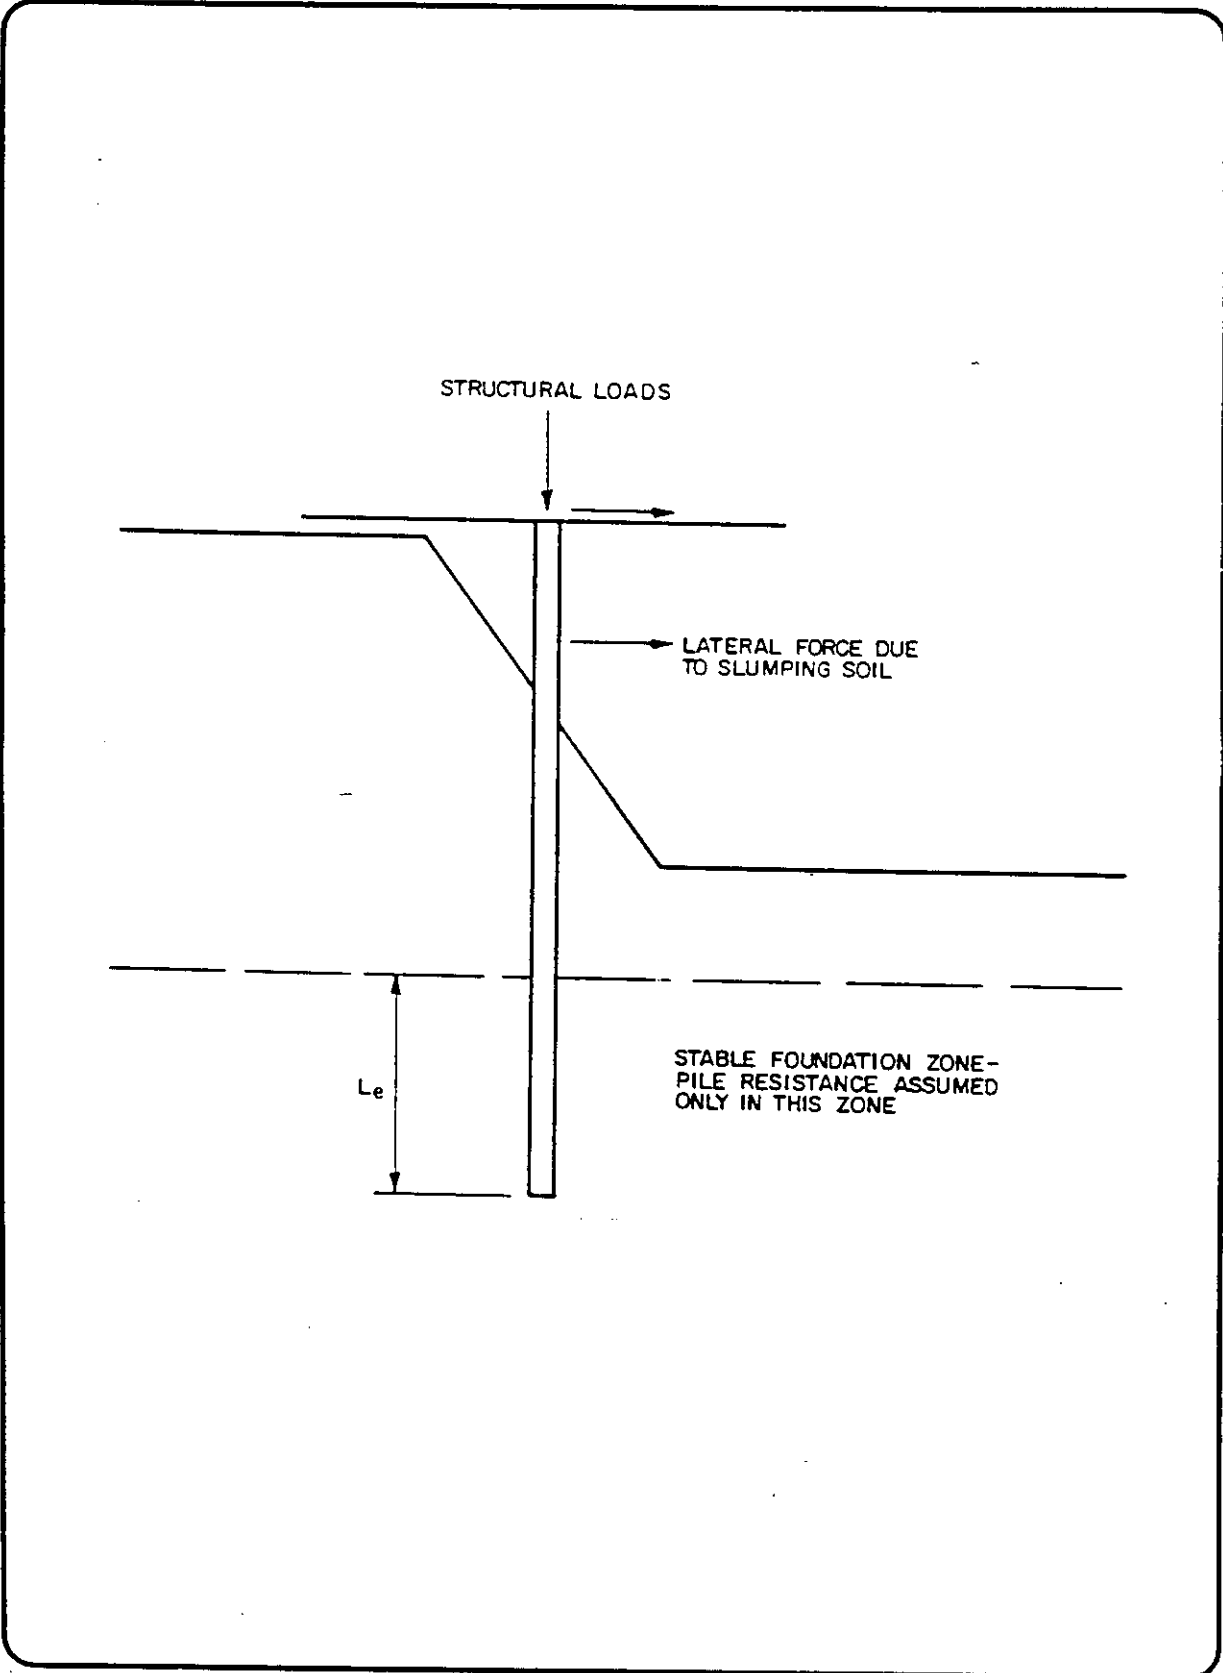 STRUCTURAL LOADS
LATERAL FORCE DUE
TO SLUMPING SOIL
STABLE FOUNDATION ZONE-
PILE RESISTANCE ASSUMED
ONLY IN THIS ZONE
Le